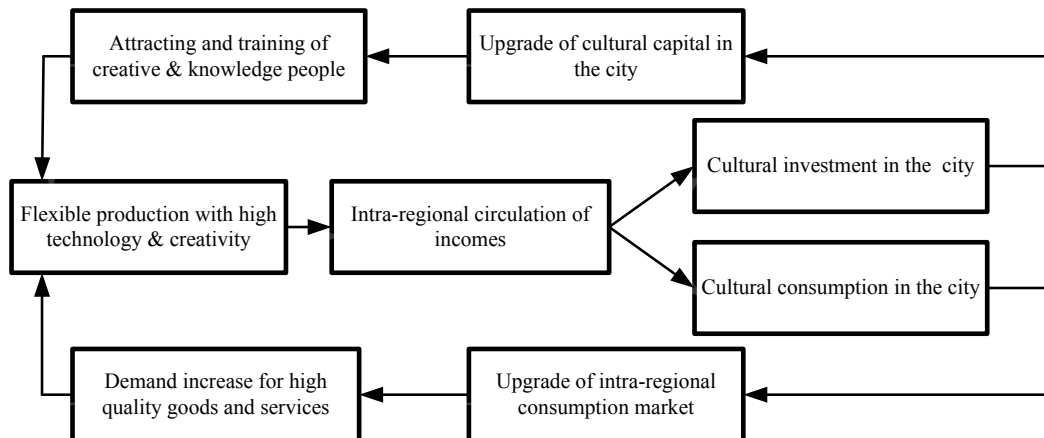 Attracting and training of
creative & knowledge people
Upgrade of cultural capital in
the city
Cultural investment in the city
Flexible production with high
technology & creativity
Intra-regional circulation of
incomes
Cultural consumption in the city
Demand increase for high
quality goods and services
Upgrade of intra-regional
consumption market